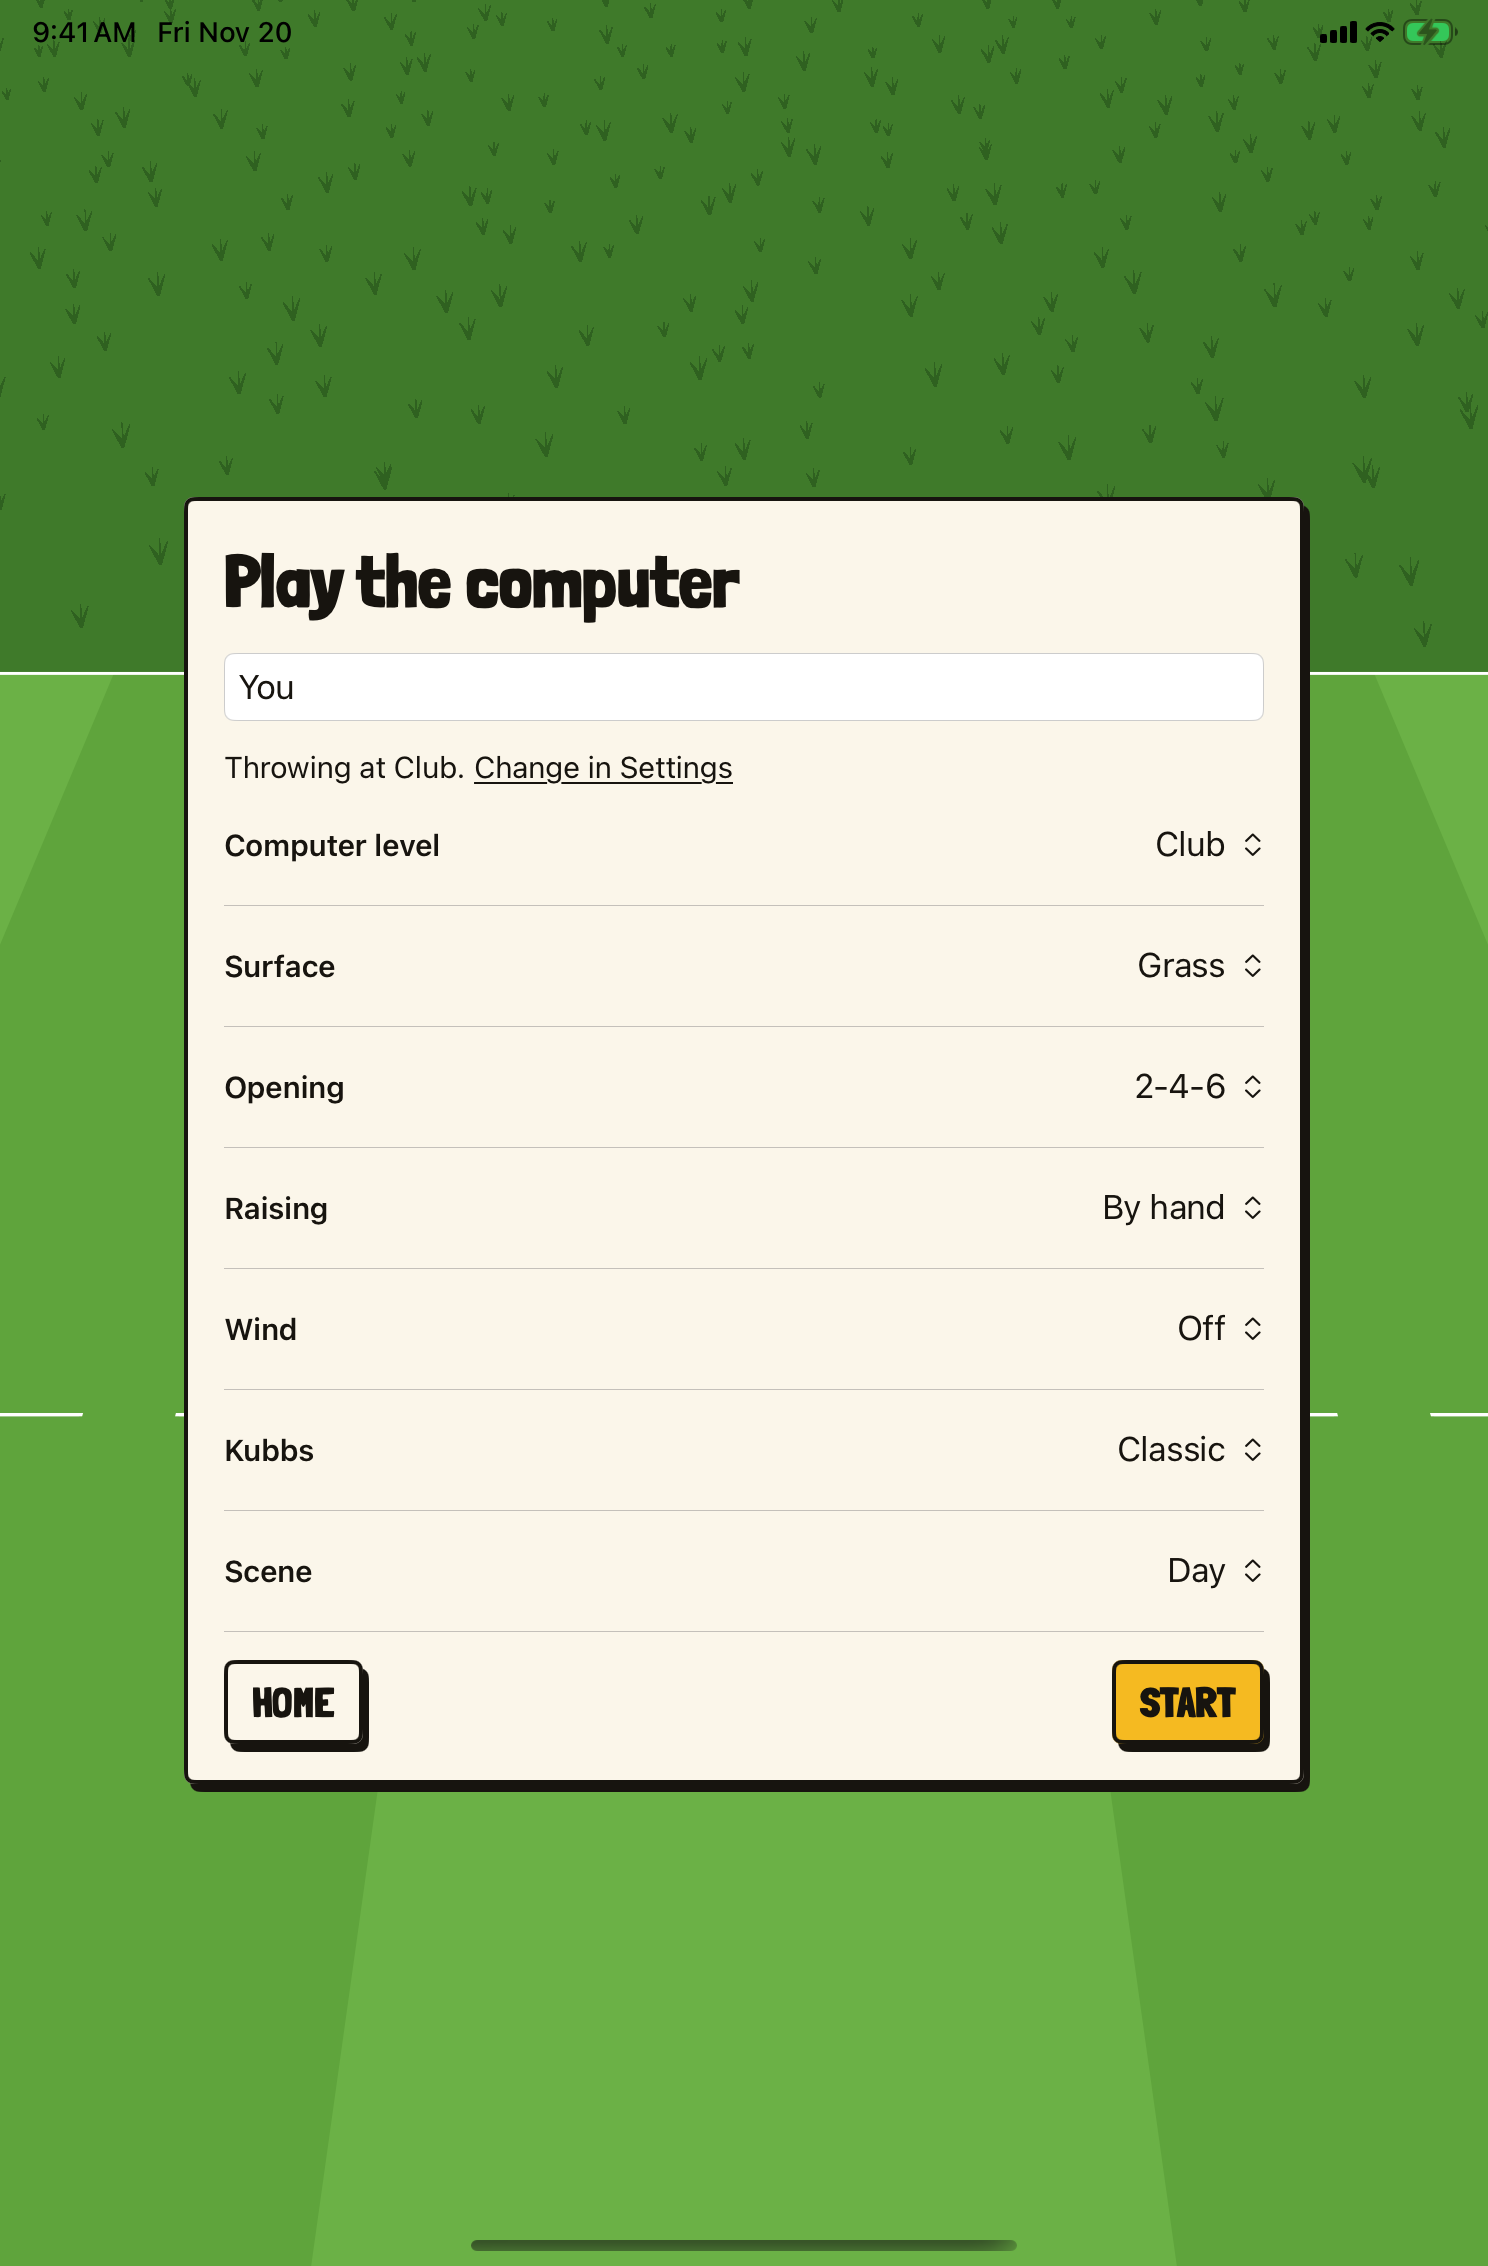 9:41 AM Fri Nov 20
Play the computer
You
Throwing at Club. Change in Settings
Computer level Club
Surface Grass
Opening 2-4-6
Raising By hand
Wind Off
Kubbs Classic
Scene Day
HOME START